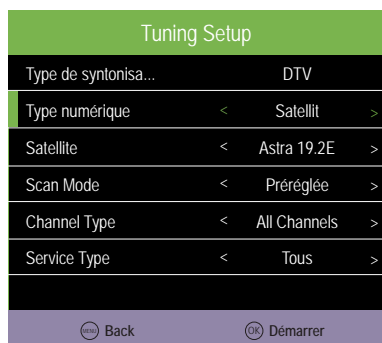 Tuning Setup
Type de syntonisa... DTV
Type numérique < Satellit >
Satellite < Astra 19.2E >
Scan Mode < Préréglée >
Channel Type < All Channels >
Service Type < Tous >
MENU Back OK Démarrer